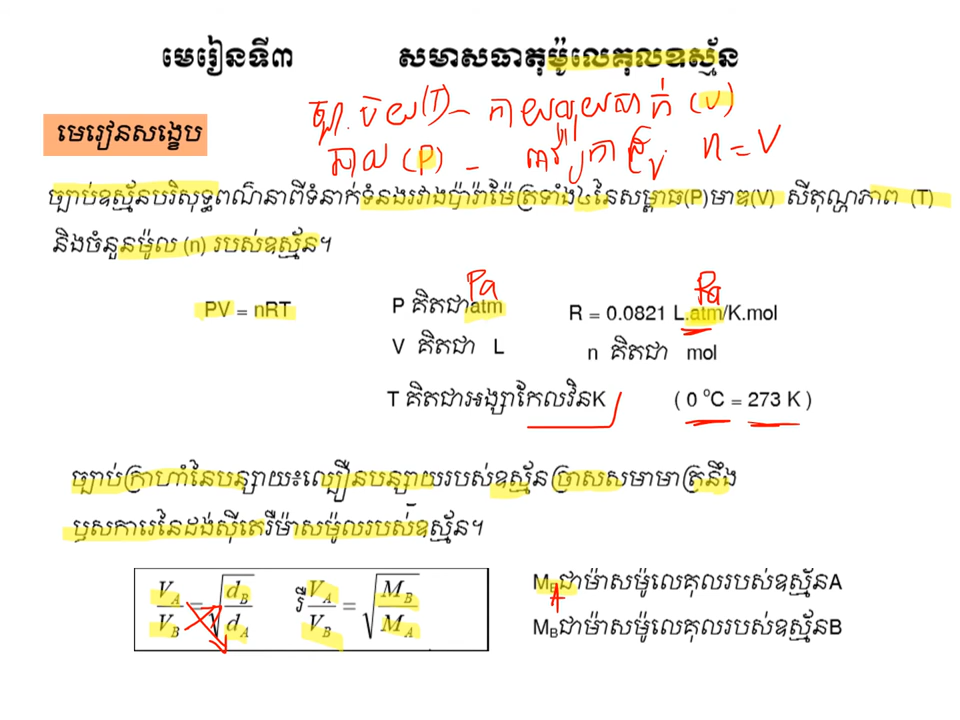 មេរៀនទី៣ សមាសធាតុម៉ូលេគុលឧស្ម័ន
(T) - (V)
(P) - n = V
មេរៀនសង្ខេប
ច្បាប់ឧស្ម័នបរិសុទ្ធពណ៌នាពីទំនាក់ទំនងរវាងប៉ារ៉ាម៉ែត្រទាំង៤នៃសម្ពាធ(P)មាឌ(V) សីតុណ្ហភាព (T)
និងចំនួនម៉ូល (n) របស់ឧស្ម័ន។
Pa Pa
PV = nRT P គិតជាatm R = 0.0821 L.atm/K.mol
V គិតជា L n គិតជា mol
T គិតជាអង្សាកែលវិនK ( 0 °C = 273 K )
ច្បាប់ក្រាហាំនៃបន្សាយ៖ល្បឿនបន្សាយរបស់ឧស្ម័ន ច្រាសសមាមាត្រនឹង
ឫសការេនៃដង់ស៊ីតេរឺម៉ាសម៉ូលរបស់ឧស្ម័ន។
V_A/V_B = √(d_B/d_A) រឺ V_A/V_B = √(M_B/M_A)
M_B ជាម៉ាសម៉ូលេគុលរបស់ឧស្ម័នA
A
M_B ជាម៉ាសម៉ូលេគុលរបស់ឧស្ម័នB